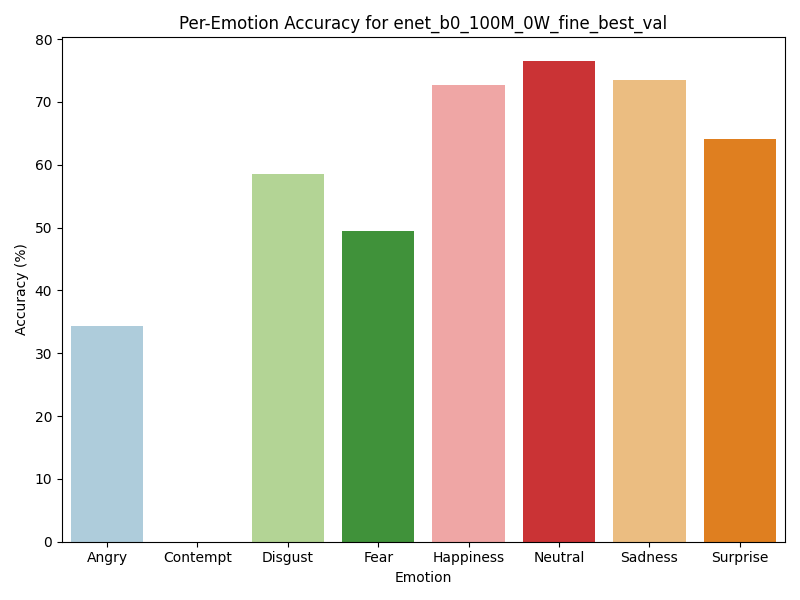 Per-Emotion Accuracy for enet_b0_100M_0W_fine_best_val
80
70
60
50
40
30
20
10
0
Accuracy (%)
Angry Contempt Disgust Fear Happiness Neutral Sadness Surprise
Emotion